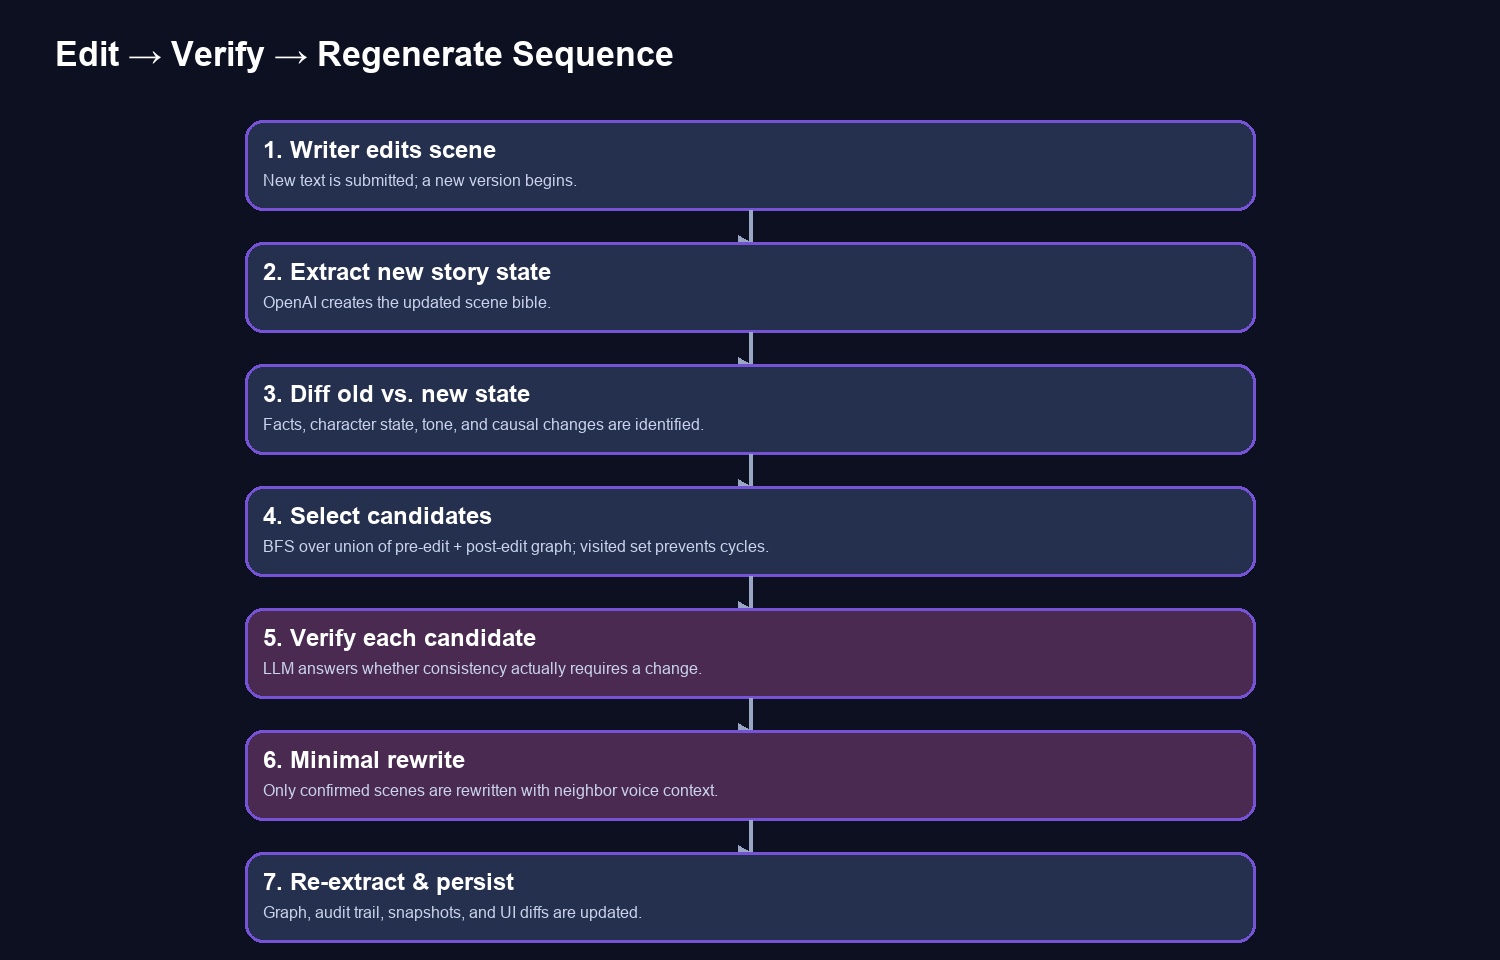 Edit → Verify → Regenerate Sequence
1. Writer edits scene
New text is submitted; a new version begins.
2. Extract new story state
OpenAI creates the updated scene bible.
3. Diff old vs. new state
Facts, character state, tone, and causal changes are identified.
4. Select candidates
BFS over union of pre-edit + post-edit graph; visited set prevents cycles.
5. Verify each candidate
LLM answers whether consistency actually requires a change.
6. Minimal rewrite
Only confirmed scenes are rewritten with neighbor voice context.
7. Re-extract & persist
Graph, audit trail, snapshots, and UI diffs are updated.